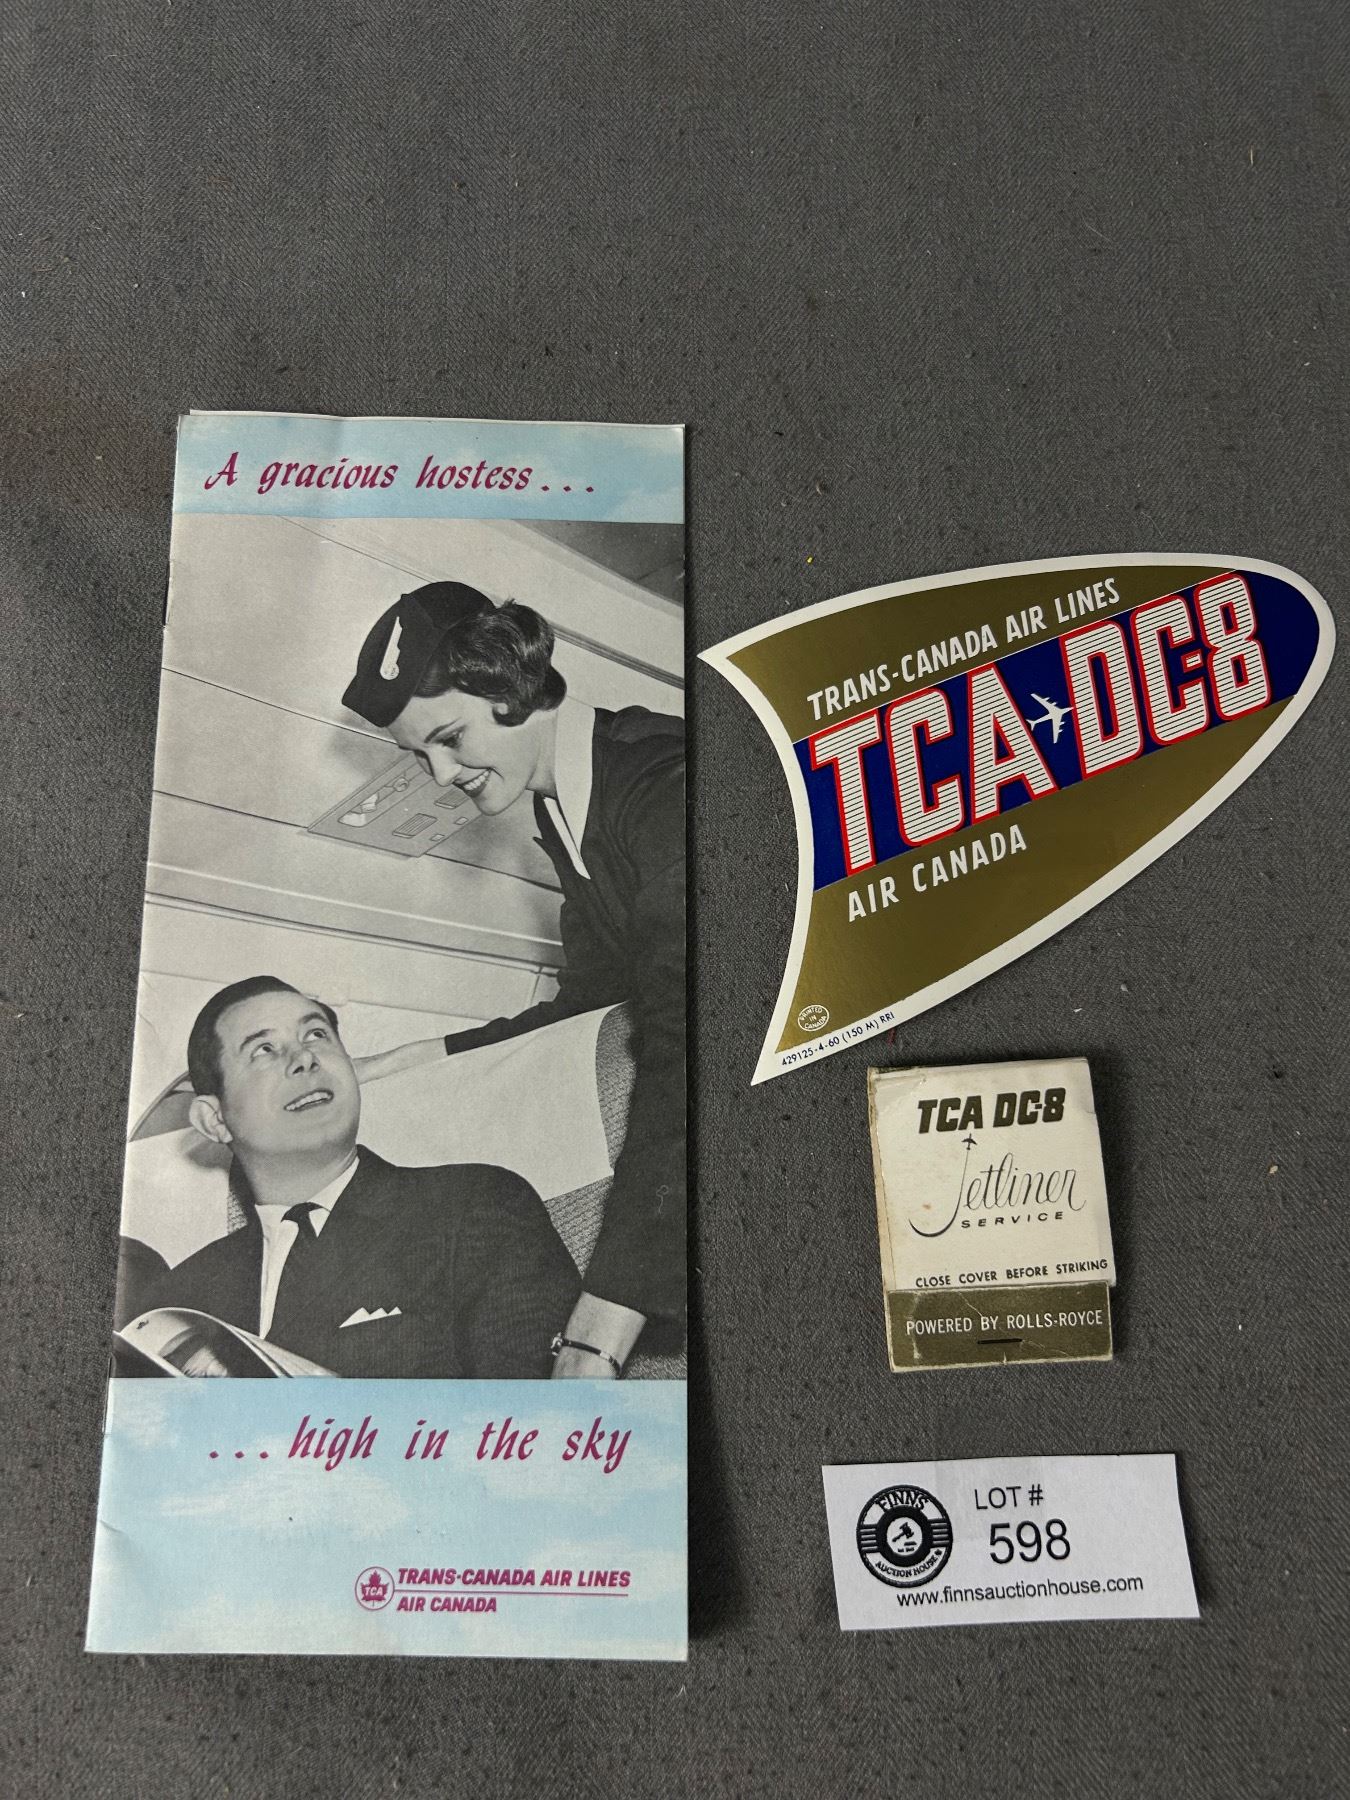 A gracious hostess...
...high in the sky
TCA
TRANS-CANADA AIR LINES
AIR CANADA
TRANS-CANADA AIR LINES
TCA DC-8
AIR CANADA
PRINTED
IN
CANADA
429125-4-60 (150 M) RRI
TCA DC-8
Jetliner
SERVICE
CLOSE COVER BEFORE STRIKING
POWERED BY ROLLS-ROYCE
FINNS
AUCTION HOUSE
LOT #
598
www.finnsauctionhouse.com